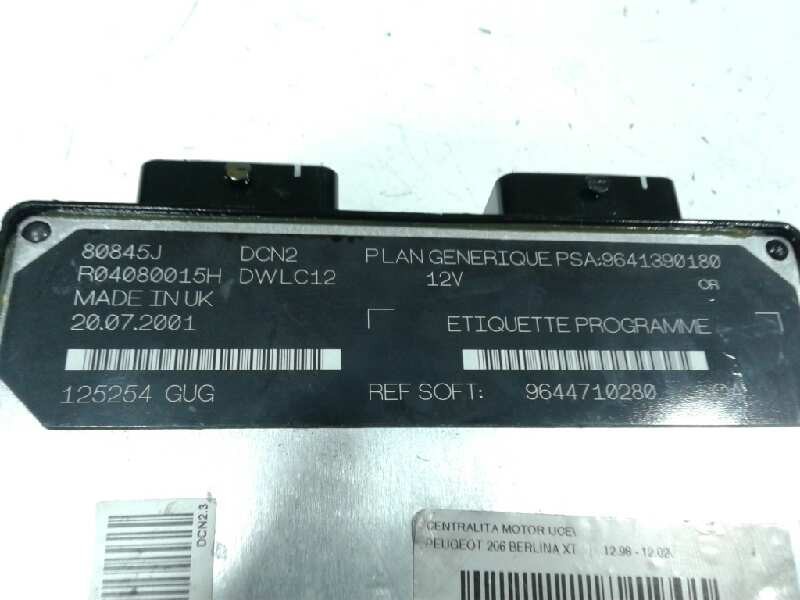 80845J DCN2 PLAN GENERIQUE PSA:9641390180
R04080015H DWLC12 12V OR
MADE IN UK
20.07.2001 ETIQUETTE PROGRAMME
125254 GUG REF SOFT: 9644710280
DCN2.3
CENTRALITA MOTOR UCE
PEUGEOT 206 BERLINA XT 12.98 - 12.02